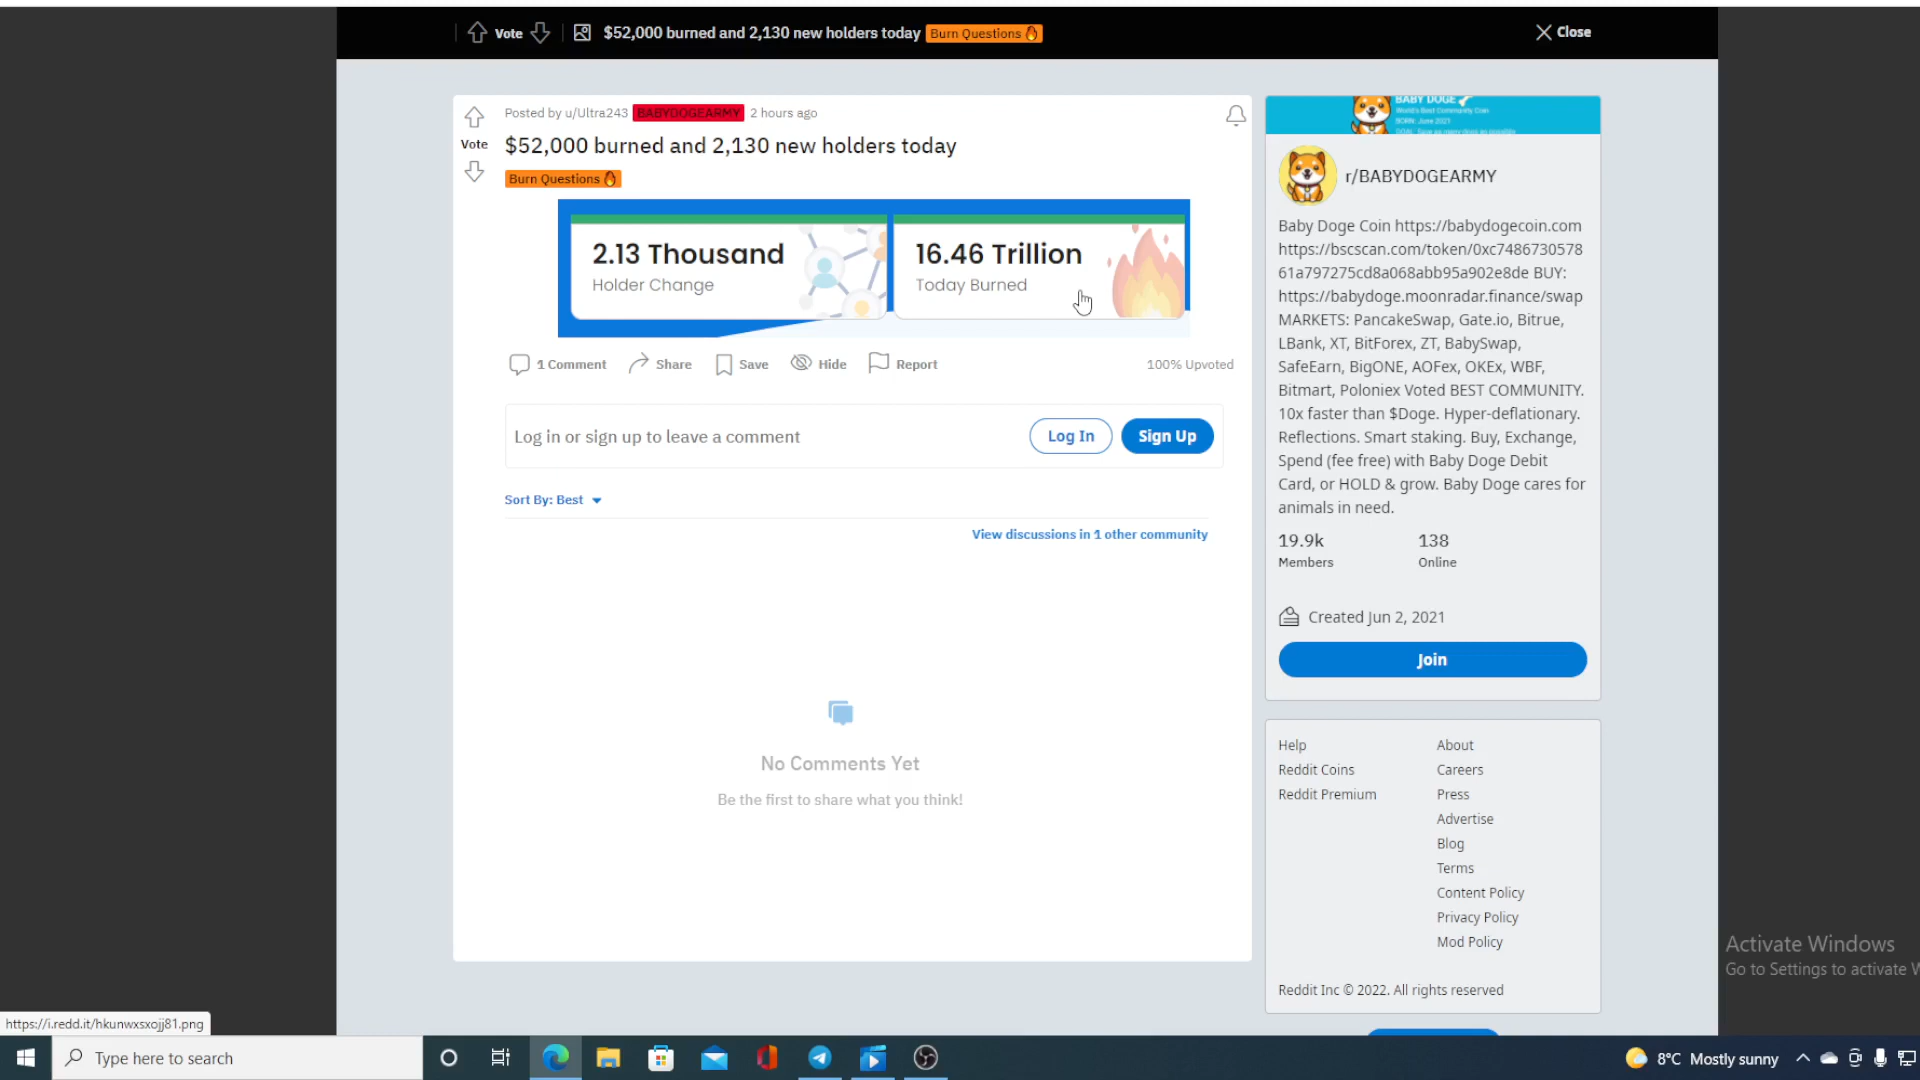 Vote
$52,000 burned and 2,130 new holders today
Burn Questions
Close
Posted by u/Ultra243 BABYDOGEARMY 2 hours ago
Vote
$52,000 burned and 2,130 new holders today
Burn Questions
2.13 Thousand
Holder Change
16.46 Trillion
Today Burned
1 Comment
Share
Save
Hide
Report
100% Upvoted
Log in or sign up to leave a comment
Log In
Sign Up
Sort By: Best
View discussions in 1 other community
No Comments Yet
Be the first to share what you think!
BABY DOGE
World's Best Community Coin
BORN: June 2021
r/BABYDOGEARMY
Baby Doge Coin https://babydogecoin.com
https://bscscan.com/token/0xc7486730578
61a797275cd8a068abb95a902e8de BUY:
https://babydoge.moonradar.finance/swap
MARKETS: PancakeSwap, Gate.io, Bitrue,
LBank, XT, BitForex, ZT, BabySwap,
SafeEarn, BigONE, AOFex, OKEx, WBF,
Bitmart, Poloniex Voted BEST COMMUNITY.
10x faster than $Doge. Hyper-deflationary.
Reflections. Smart staking. Buy, Exchange,
Spend (fee free) with Baby Doge Debit
Card, or HOLD & grow. Baby Doge cares for
animals in need.
19.9k
Members
138
Online
Created Jun 2, 2021
Join
Help
Reddit Coins
Reddit Premium
About
Careers
Press
Advertise
Blog
Terms
Content Policy
Privacy Policy
Mod Policy
Reddit Inc © 2022. All rights reserved
Activate Windows
Go to Settings to activate W
https://i.redd.it/hkunwxsxojj81.png
Type here to search
8°C Mostly sunny